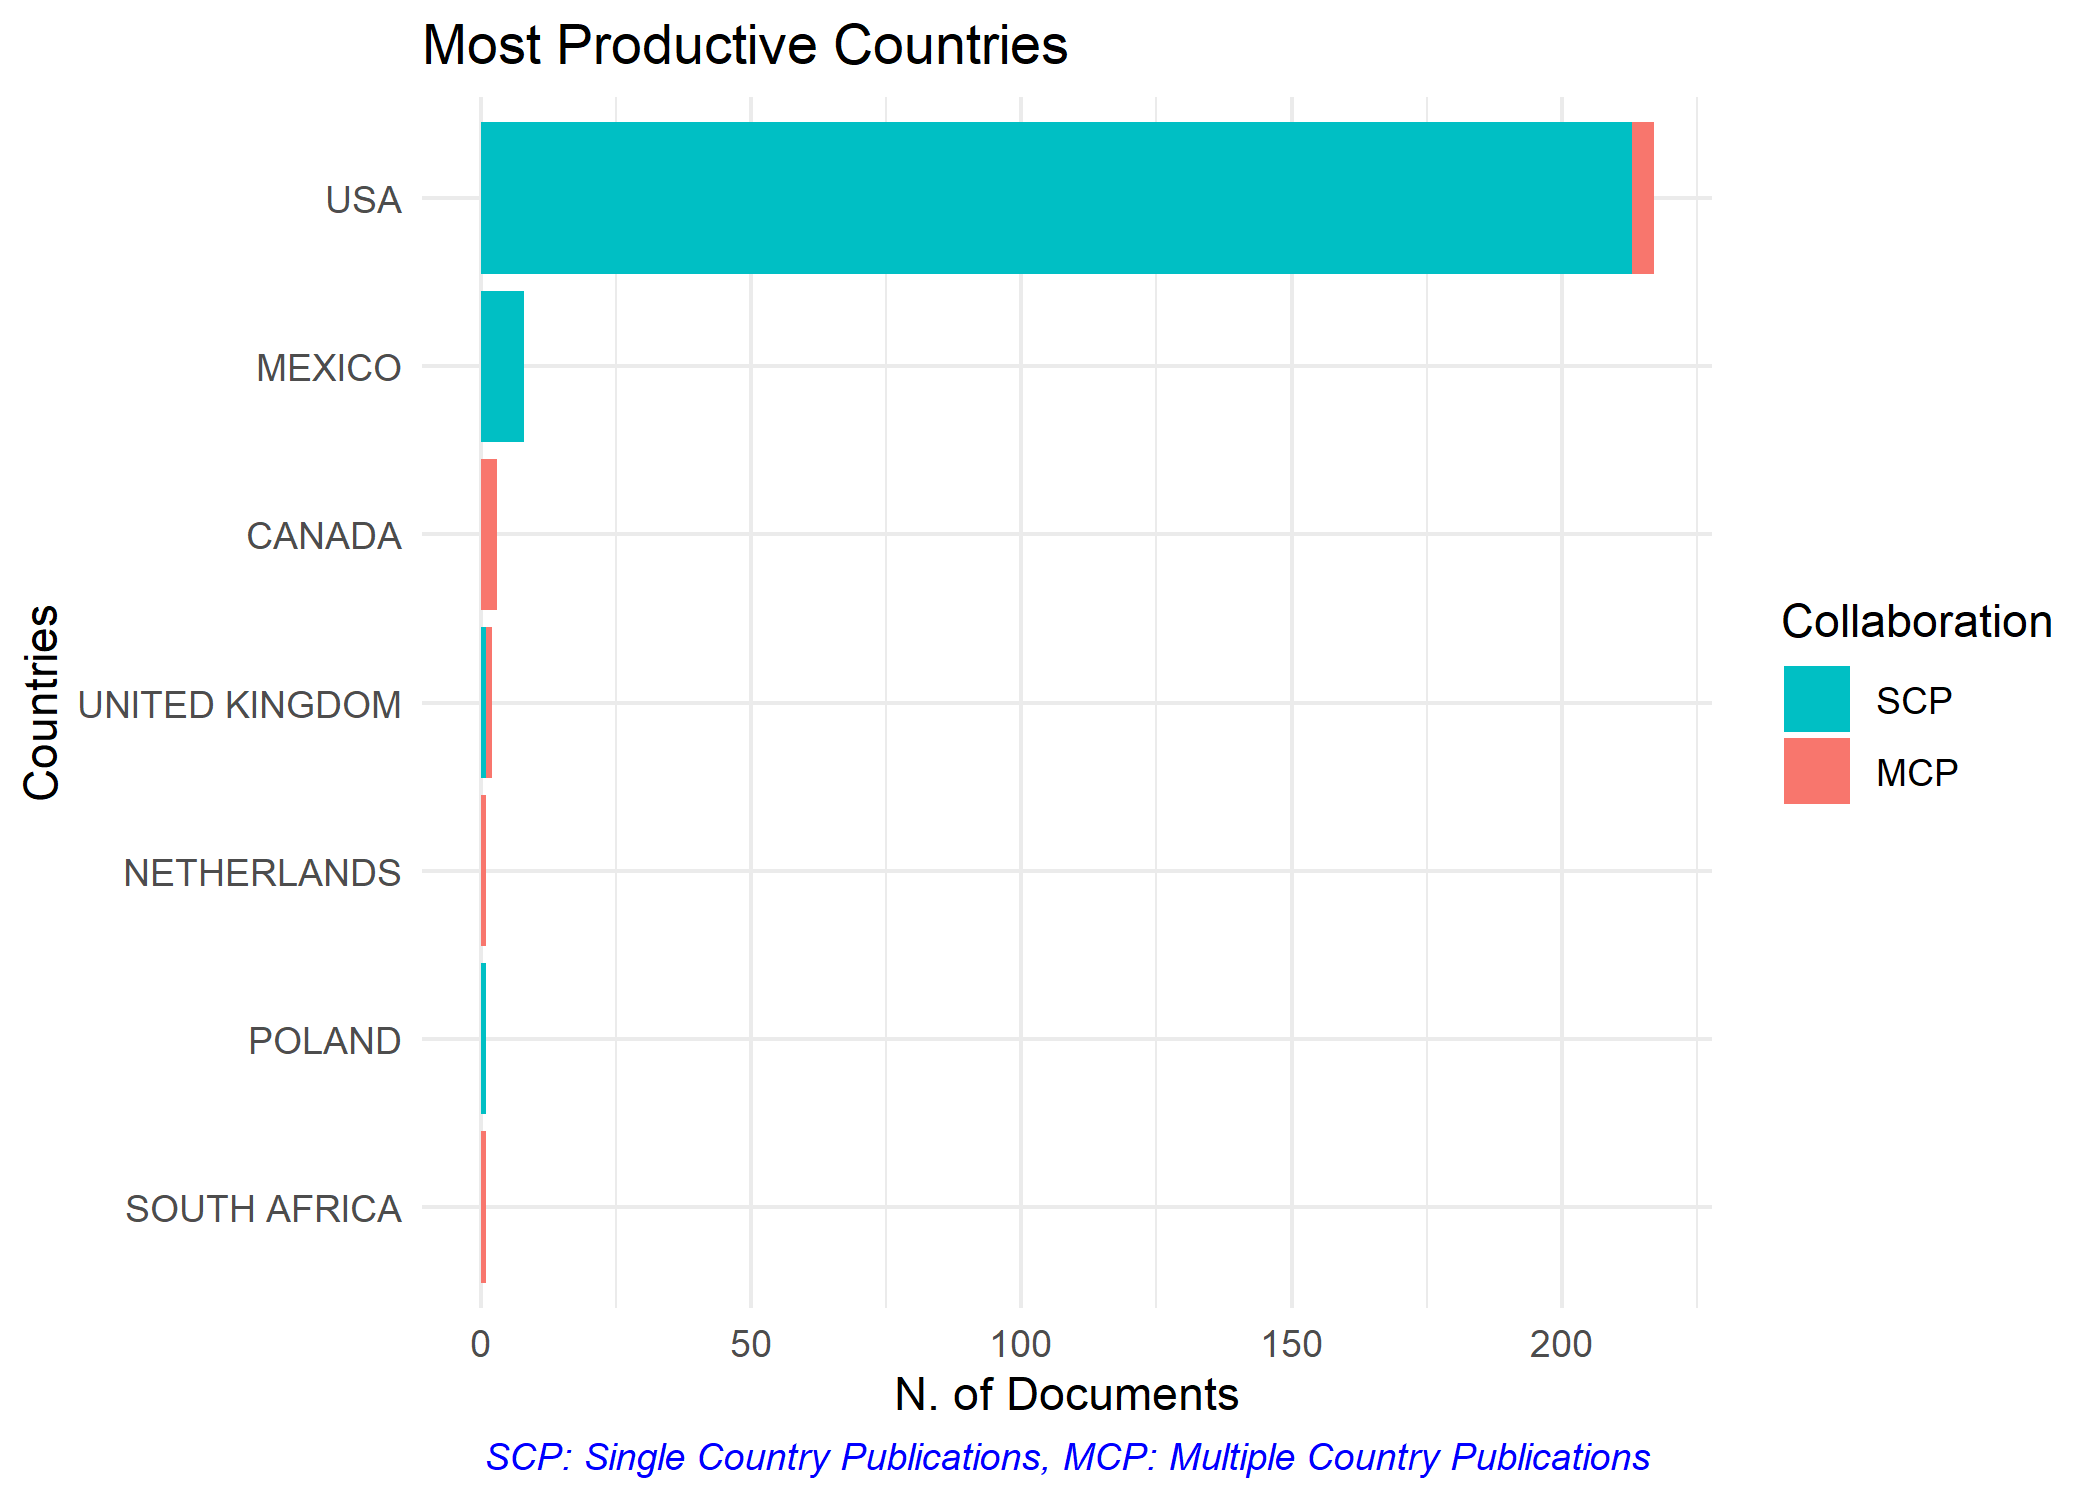 Most Productive Countries
USA
MEXICO
CANADA
UNITED KINGDOM
NETHERLANDS
POLAND
SOUTH AFRICA
Countries
0 50 100 150 200
N. of Documents
SCP: Single Country Publications, MCP: Multiple Country Publications
Collaboration
SCP
MCP